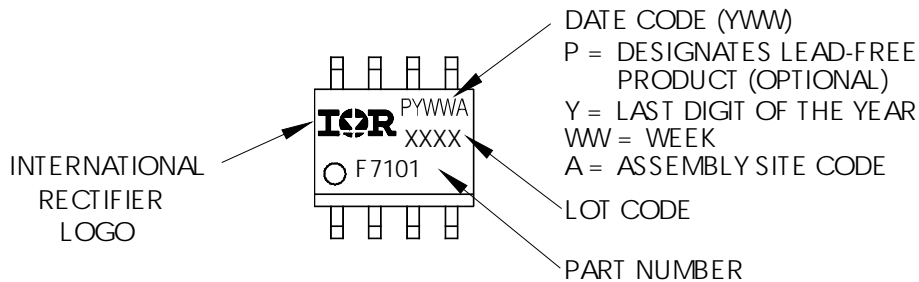 DATE CODE (YWW)
P = DESIGNATES LEAD-FREE
PRODUCT (OPTIONAL)
Y = LAST DIGIT OF THE YEAR
WW = WEEK
A = ASSEMBLY SITE CODE
LOT CODE
PART NUMBER
INTERNATIONAL
RECTIFIER
LOGO
PYWWA
IOR
XXXX
F7101